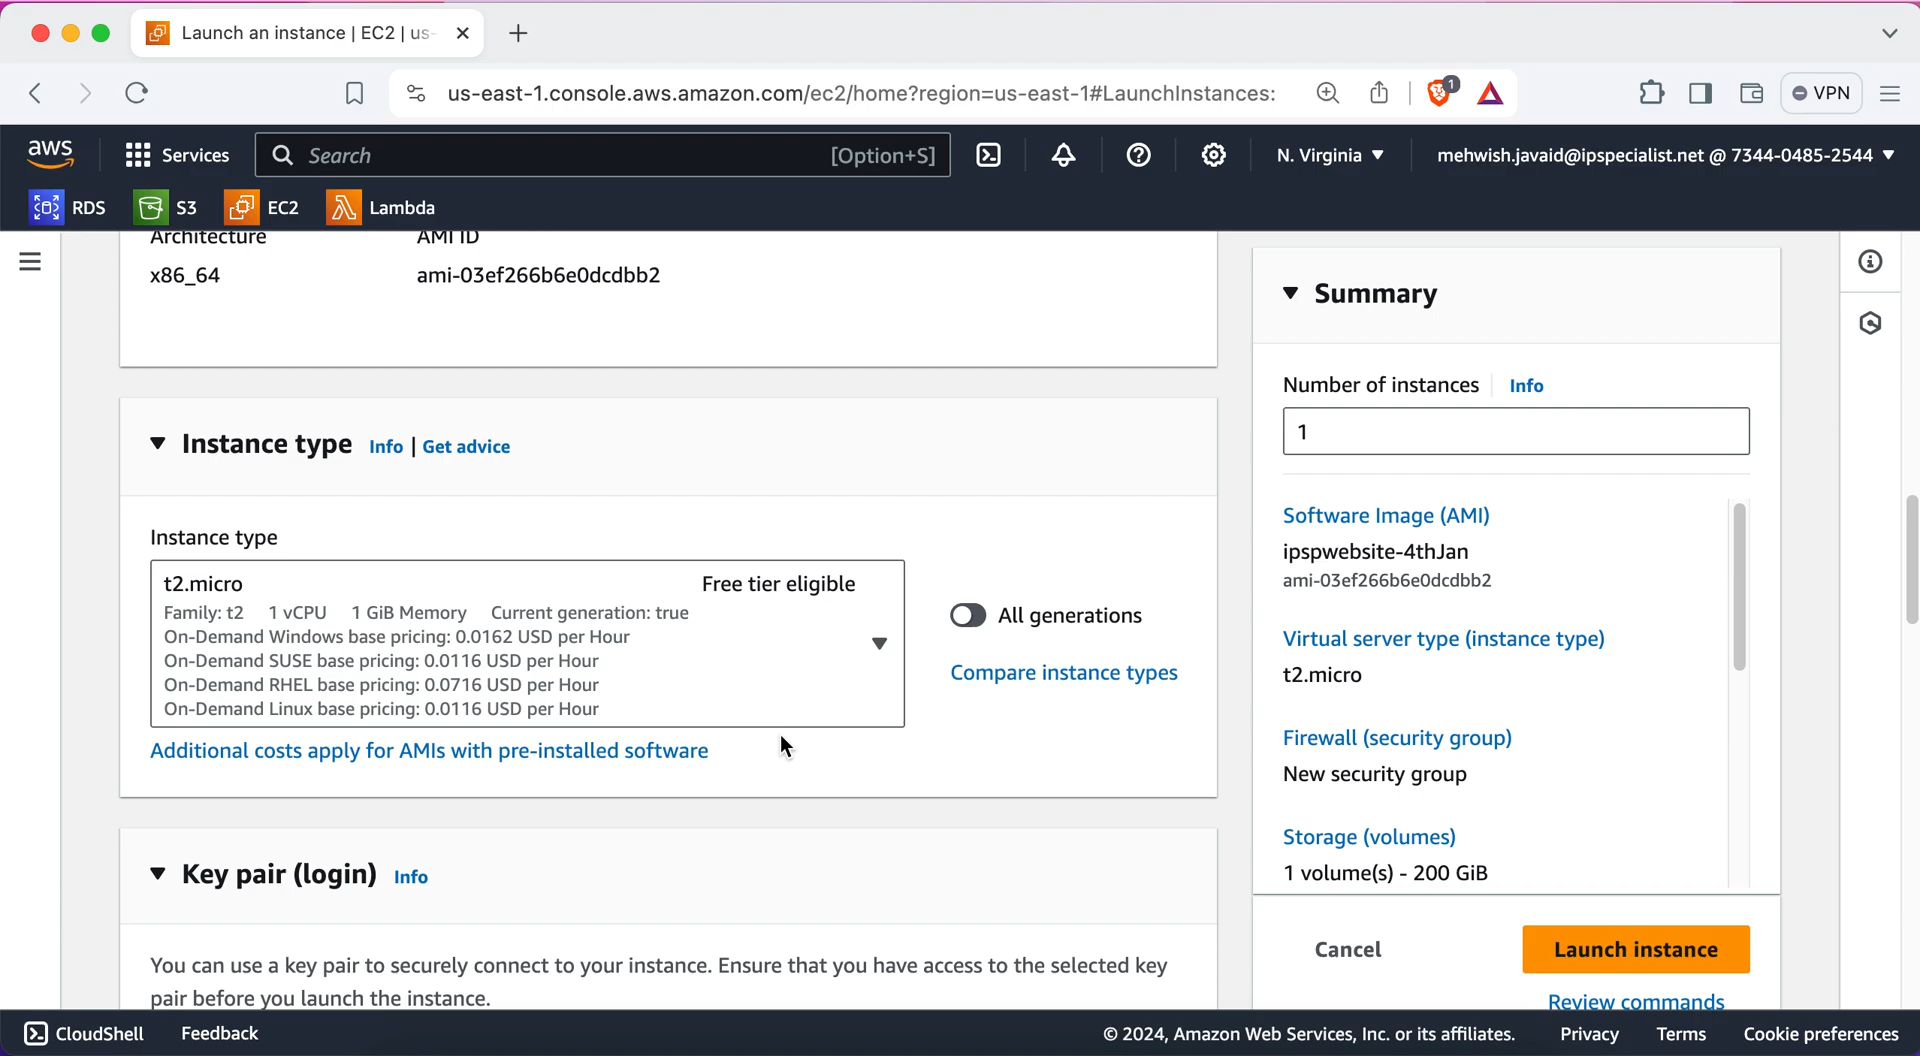 Launch an instance | EC2 | us-
us-east-1.console.aws.amazon.com/ec2/home?region=us-east-1#LaunchInstances:
1
VPN
aws
Services
Search
[Option+S]
N. Virginia
mehwish.javaid@ipspecialist.net @ 7344-0485-2544
RDS
S3
EC2
Lambda
Architecture
AMI ID
x86_64
ami-03ef266b6e0dcdbb2
Instance type Info | Get advice
Instance type
t2.micro
Free tier eligible
Family: t2 1 vCPU 1 GiB Memory Current generation: true
On-Demand Windows base pricing: 0.0162 USD per Hour
On-Demand SUSE base pricing: 0.0116 USD per Hour
On-Demand RHEL base pricing: 0.0716 USD per Hour
On-Demand Linux base pricing: 0.0116 USD per Hour
All generations
Compare instance types
Additional costs apply for AMIs with pre-installed software
Key pair (login) Info
You can use a key pair to securely connect to your instance. Ensure that you have access to the selected key
pair before you launch the instance.
Summary
Number of instances Info
1
Software Image (AMI)
ipspwebsite-4thJan
ami-03ef266b6e0dcdbb2
Virtual server type (instance type)
t2.micro
Firewall (security group)
New security group
Storage (volumes)
1 volume(s) - 200 GiB
Cancel
Launch instance
Review commands
CloudShell
Feedback
© 2024, Amazon Web Services, Inc. or its affiliates.
Privacy
Terms
Cookie preferences